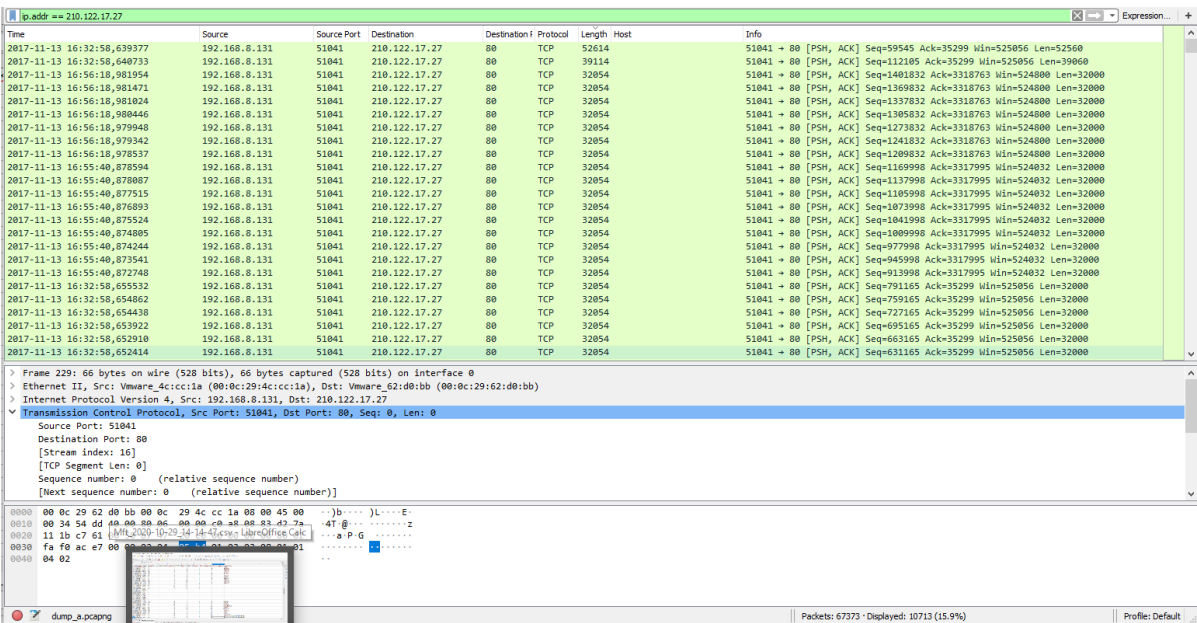 ip.addr == 210.122.17.27 Expression... +
Time Source Source Port Destination Destination F Protocol Length Host Info
2017-11-13 16:32:58,639377 192.168.8.131 51041 210.122.17.27 80 TCP 52614 51041 → 80 [PSH, ACK] Seq=59545 Ack=35299 Win=525056 Len=52560
2017-11-13 16:32:58,640733 192.168.8.131 51041 210.122.17.27 80 TCP 39114 51041 → 80 [PSH, ACK] Seq=112105 Ack=35299 Win=525056 Len=39060
2017-11-13 16:56:18,981954 192.168.8.131 51041 210.122.17.27 80 TCP 32054 51041 → 80 [PSH, ACK] Seq=1401832 Ack=3318763 Win=524800 Len=32000
2017-11-13 16:56:18,981471 192.168.8.131 51041 210.122.17.27 80 TCP 32054 51041 → 80 [PSH, ACK] Seq=1369832 Ack=3318763 Win=524800 Len=32000
2017-11-13 16:56:18,981024 192.168.8.131 51041 210.122.17.27 80 TCP 32054 51041 → 80 [PSH, ACK] Seq=1337832 Ack=3318763 Win=524800 Len=32000
2017-11-13 16:56:18,980446 192.168.8.131 51041 210.122.17.27 80 TCP 32054 51041 → 80 [PSH, ACK] Seq=1305832 Ack=3318763 Win=524800 Len=32000
2017-11-13 16:56:18,979948 192.168.8.131 51041 210.122.17.27 80 TCP 32054 51041 → 80 [PSH, ACK] Seq=1273832 Ack=3318763 Win=524800 Len=32000
2017-11-13 16:56:18,979342 192.168.8.131 51041 210.122.17.27 80 TCP 32054 51041 → 80 [PSH, ACK] Seq=1241832 Ack=3318763 Win=524800 Len=32000
2017-11-13 16:56:18,978537 192.168.8.131 51041 210.122.17.27 80 TCP 32054 51041 → 80 [PSH, ACK] Seq=1209832 Ack=3318763 Win=524800 Len=32000
2017-11-13 16:55:40,878594 192.168.8.131 51041 210.122.17.27 80 TCP 32054 51041 → 80 [PSH, ACK] Seq=1169998 Ack=3317995 Win=524032 Len=32000
2017-11-13 16:55:40,878087 192.168.8.131 51041 210.122.17.27 80 TCP 32054 51041 → 80 [PSH, ACK] Seq=1137998 Ack=3317995 Win=524032 Len=32000
2017-11-13 16:55:40,877515 192.168.8.131 51041 210.122.17.27 80 TCP 32054 51041 → 80 [PSH, ACK] Seq=1105998 Ack=3317995 Win=524032 Len=32000
2017-11-13 16:55:40,876893 192.168.8.131 51041 210.122.17.27 80 TCP 32054 51041 → 80 [PSH, ACK] Seq=1073998 Ack=3317995 Win=524032 Len=32000
2017-11-13 16:55:40,875524 192.168.8.131 51041 210.122.17.27 80 TCP 32054 51041 → 80 [PSH, ACK] Seq=1041998 Ack=3317995 Win=524032 Len=32000
2017-11-13 16:55:40,874805 192.168.8.131 51041 210.122.17.27 80 TCP 32054 51041 → 80 [PSH, ACK] Seq=1009998 Ack=3317995 Win=524032 Len=32000
2017-11-13 16:55:40,874244 192.168.8.131 51041 210.122.17.27 80 TCP 32054 51041 → 80 [PSH, ACK] Seq=977998 Ack=3317995 Win=524032 Len=32000
2017-11-13 16:55:40,873541 192.168.8.131 51041 210.122.17.27 80 TCP 32054 51041 → 80 [PSH, ACK] Seq=945998 Ack=3317995 Win=524032 Len=32000
2017-11-13 16:55:40,872748 192.168.8.131 51041 210.122.17.27 80 TCP 32054 51041 → 80 [PSH, ACK] Seq=913998 Ack=3317995 Win=524032 Len=32000
2017-11-13 16:32:58,655532 192.168.8.131 51041 210.122.17.27 80 TCP 32054 51041 → 80 [PSH, ACK] Seq=791165 Ack=35299 Win=525056 Len=32000
2017-11-13 16:32:58,654862 192.168.8.131 51041 210.122.17.27 80 TCP 32054 51041 → 80 [PSH, ACK] Seq=759165 Ack=35299 Win=525056 Len=32000
2017-11-13 16:32:58,654438 192.168.8.131 51041 210.122.17.27 80 TCP 32054 51041 → 80 [PSH, ACK] Seq=727165 Ack=35299 Win=525056 Len=32000
2017-11-13 16:32:58,653922 192.168.8.131 51041 210.122.17.27 80 TCP 32054 51041 → 80 [PSH, ACK] Seq=695165 Ack=35299 Win=525056 Len=32000
2017-11-13 16:32:58,652910 192.168.8.131 51041 210.122.17.27 80 TCP 32054 51041 → 80 [PSH, ACK] Seq=663165 Ack=35299 Win=525056 Len=32000
2017-11-13 16:32:58,652414 192.168.8.131 51041 210.122.17.27 80 TCP 32054 51041 → 80 [PSH, ACK] Seq=631165 Ack=35299 Win=525056 Len=32000
Frame 229: 66 bytes on wire (528 bits), 66 bytes captured (528 bits) on interface 0
Ethernet II, Src: Vmware_4c:cc:1a (00:0c:29:4c:cc:1a), Dst: Vmware_62:d0:bb (00:0c:29:62:d0:bb)
Internet Protocol Version 4, Src: 192.168.8.131, Dst: 210.122.17.27
Transmission Control Protocol, Src Port: 51041, Dst Port: 80, Seq: 0, Len: 0
Source Port: 51041
Destination Port: 80
[Stream index: 16]
[TCP Segment Len: 0]
Sequence number: 0 (relative sequence number)
[Next sequence number: 0 (relative sequence number)]
0000 00 0c 29 62 d0 bb 00 0c 29 4c cc 1a 08 00 45 00 ··)b···· )L····E·
0010 00 34 54 dd 40 00 80 06 00 00 c0 a8 08 83 d2 7a ·4T·@··· ·······z
0020 11 1b c7 61 ···a·P·G ········
Mft_2020-10-29_14-14-47.csv - LibreOffice Calc
0030 fa f0 ac e7 00 01 01
0040 04 02 ··
dump_a.pcapng Packets: 67373 · Displayed: 10713 (15.9%) Profile: Default